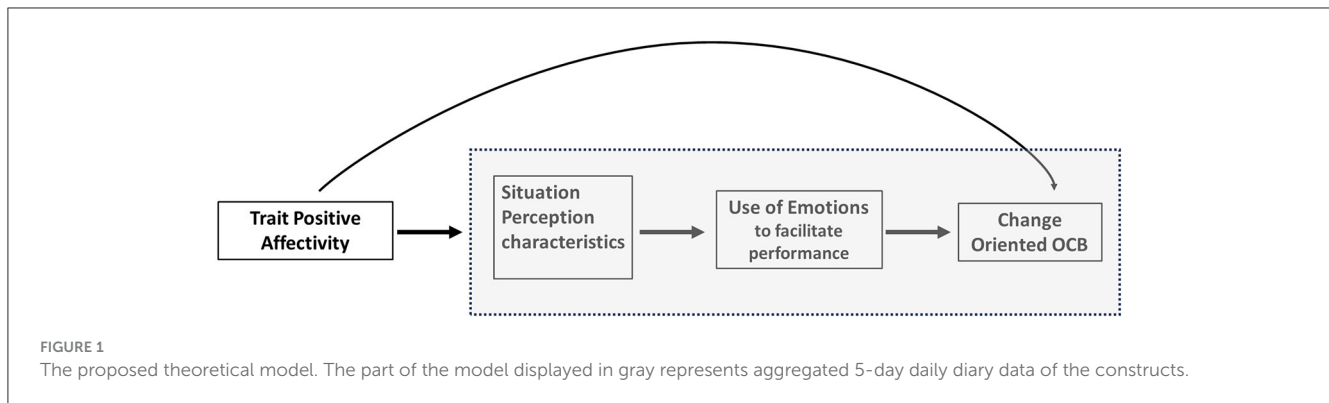 Trait Positive
Affectivity
Situation
Perception
characteristics
Use of Emotions
to facilitate
performance
Change
Oriented OCB
FIGURE 1
The proposed theoretical model. The part of the model displayed in gray represents aggregated 5-day daily diary data of the constructs.